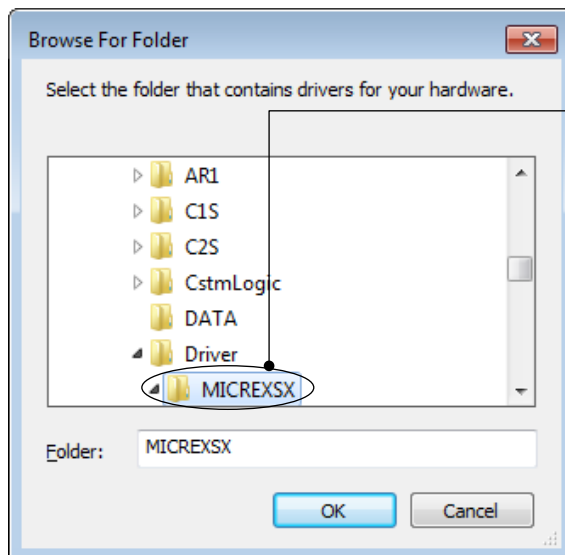 Browse For Folder
Select the folder that contains drivers for your hardware.
AR1
C1S
C2S
CstmLogic
DATA
Driver
MICREXSX
Folder: MICREXSX
OK Cancel